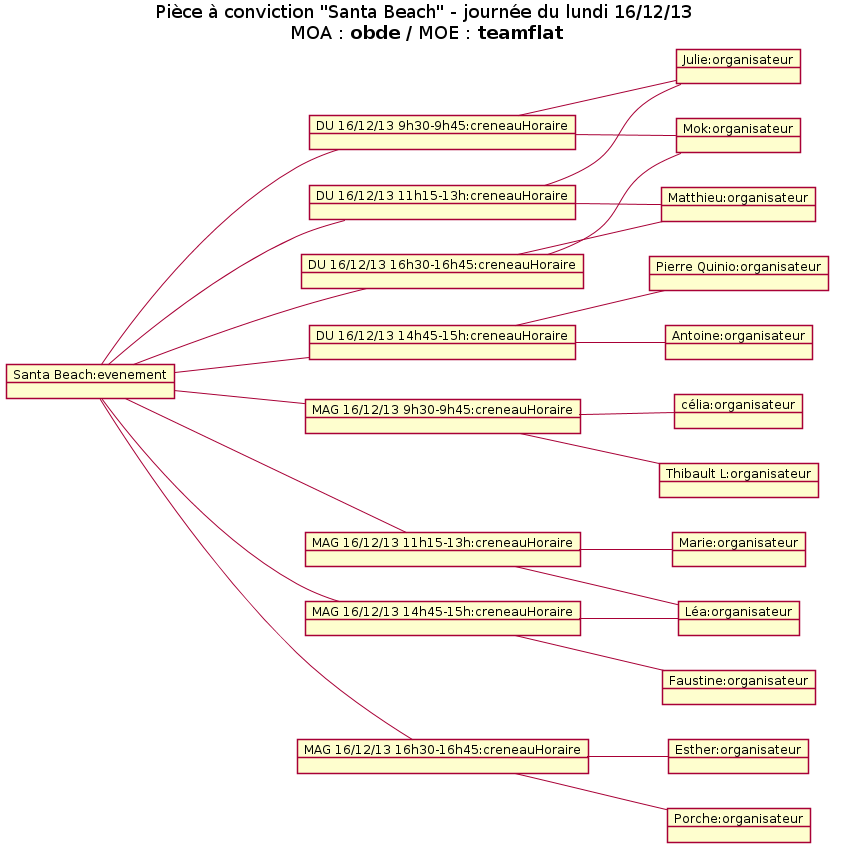 Pièce à conviction "Santa Beach" - journée du lundi 16/12/13
MOA : obde / MOE : teamflat
Julie:organisateur
DU 16/12/13 9h30-9h45:creneauHoraire
Mok:organisateur
DU 16/12/13 11h15-13h:creneauHoraire
Matthieu:organisateur
DU 16/12/13 16h30-16h45:creneauHoraire
Pierre Quinio:organisateur
DU 16/12/13 14h45-15h:creneauHoraire
Antoine:organisateur
Santa Beach:evenement
MAG 16/12/13 9h30-9h45:creneauHoraire
célia:organisateur
Thibault L:organisateur
MAG 16/12/13 11h15-13h:creneauHoraire
Marie:organisateur
MAG 16/12/13 14h45-15h:creneauHoraire
Léa:organisateur
Faustine:organisateur
MAG 16/12/13 16h30-16h45:creneauHoraire
Esther:organisateur
Porche:organisateur